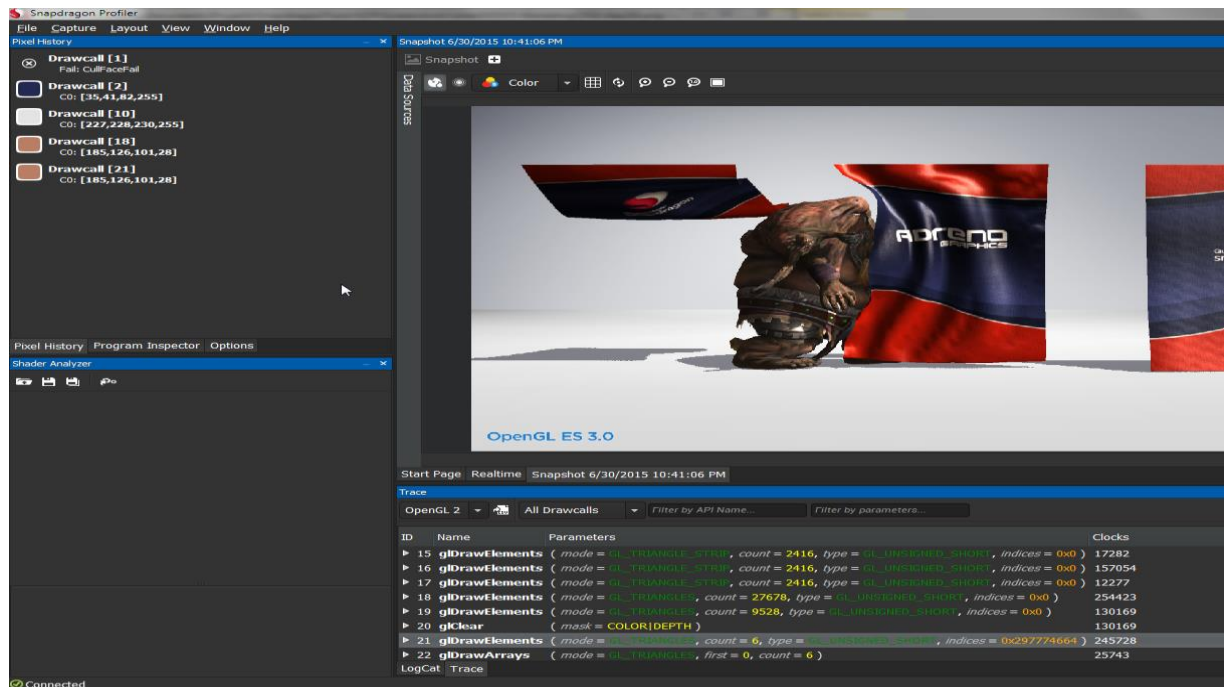 Snapdragon Profiler
File Capture Layout View Window Help
Pixel History
Drawcall [1]
Fail: CullFaceFail
Drawcall [2]
C0: [35,41,82,255]
Drawcall [10]
C0: [227,228,230,255]
Drawcall [18]
C0: [185,126,101,28]
Drawcall [21]
C0: [185,126,101,28]
Pixel History Program Inspector Options
Shader Analyzer
Snapshot 6/30/2015 10:41:06 PM
Snapshot
Data Sources
Color
dragon
ADRENO
GRAPHICS
OpenGL ES 3.0
Start Page Realtime Snapshot 6/30/2015 10:41:06 PM
Trace
OpenGL 2 All Drawcalls Filter by API Name... Filter by parameters...
ID Name Parameters Clocks
15 glDrawElements ( mode = GL_TRIANGLE_STRIP, count = 2416, type = GL_UNSIGNED_SHORT, indices = 0x0 ) 17282
16 glDrawElements ( mode = GL_TRIANGLE_STRIP, count = 2416, type = GL_UNSIGNED_SHORT, indices = 0x0 ) 157054
17 glDrawElements ( mode = GL_TRIANGLE_STRIP, count = 2416, type = GL_UNSIGNED_SHORT, indices = 0x0 ) 12277
18 glDrawElements ( mode = GL_TRIANGLES, count = 27678, type = GL_UNSIGNED_SHORT, indices = 0x0 ) 254423
19 glDrawElements ( mode = GL_TRIANGLES, count = 9528, type = GL_UNSIGNED_SHORT, indices = 0x0 ) 130169
20 glClear ( mask = COLOR|DEPTH ) 130169
21 glDrawElements ( mode = GL_TRIANGLES, count = 6, type = GL_UNSIGNED_SHORT, indices = 0x297774664 ) 245728
22 glDrawArrays ( mode = GL_TRIANGLES, first = 0, count = 6 ) 25743
LogCat Trace
Connected